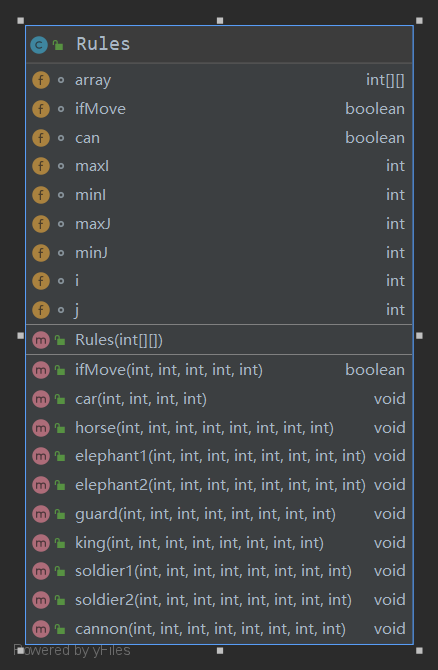 Rules
array int[][]
ifMove boolean
can boolean
maxI int
minI int
maxJ int
minJ int
i int
j int
Rules(int[][])
ifMove(int, int, int, int, int) boolean
car(int, int, int, int) void
horse(int, int, int, int, int, int, int, int) void
elephant1(int, int, int, int, int, int, int, int) void
elephant2(int, int, int, int, int, int, int, int) void
guard(int, int, int, int, int, int, int, int) void
king(int, int, int, int, int, int, int, int) void
soldier1(int, int, int, int, int, int, int, int) void
soldier2(int, int, int, int, int, int, int, int) void
cannon(int, int, int, int, int, int, int, int) void
Powered by yFiles